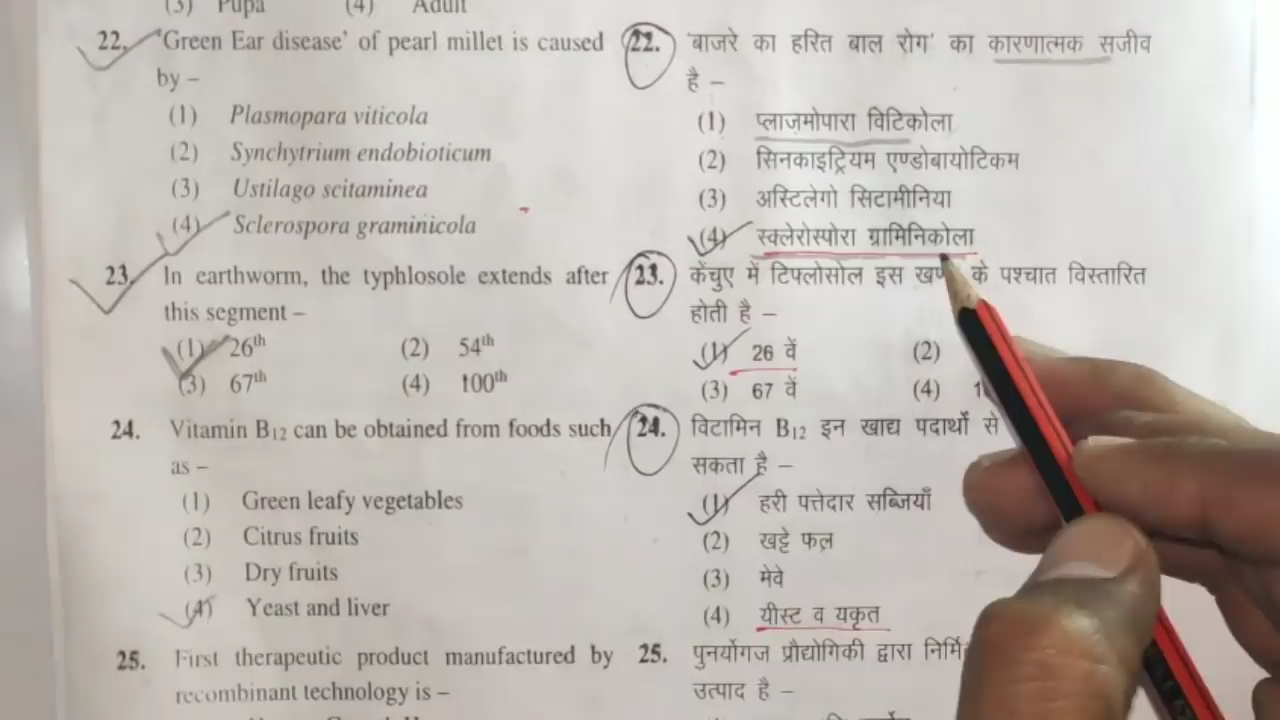 (3) Pupa (4) Adult
22. 'Green Ear disease' of pearl millet is caused
by –
(1) Plasmopara viticola
(2) Synchytrium endobioticum
(3) Ustilago scitaminea
(4) Sclerospora graminicola
23. In earthworm, the typhlosole extends after
this segment –
(1) 26th (2) 54th
(3) 67th (4) 100th
24. Vitamin B12 can be obtained from foods such
as –
(1) Green leafy vegetables
(2) Citrus fruits
(3) Dry fruits
(4) Yeast and liver
25. First therapeutic product manufactured by
recombinant technology is –
22. 'बाजरे का हरित बाल रोग' का कारणात्मक सजीव
है –
(1) प्लाज़मोपारा विटिकोला
(2) सिनकाइट्रियम एण्डोबायोटिकम
(3) अस्टिलेगो सिटामीनिया
(4) स्क्लेरोस्पोरा ग्रामिनिकोला
23. केंचुए में टिफ्लोसोल इस के पश्चात विस्तारित
होती है –
(1) 26 वें (2)
(3) 67 वें (4)
24. विटामिन B12 इन खाद्य पदार्थों से
सकता है –
(1) हरी पत्तेदार सब्जियाँ
(2) खट्टे फल
(3) मेवे
(4) यीस्ट व यकृत
25. पुनर्योगज प्रौद्योगिकी द्वारा
उत्पाद है –